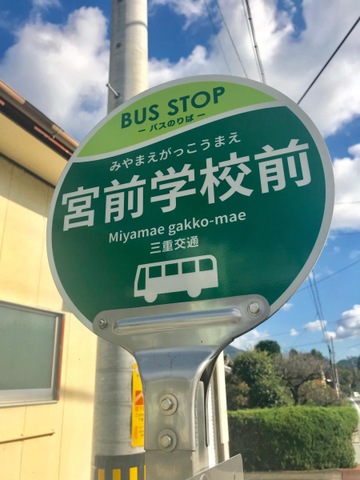 BUS STOP
ーバスのりばー
みやまえがっこうまえ
宮前学校前
Miyamae gakko-mae
三重交通